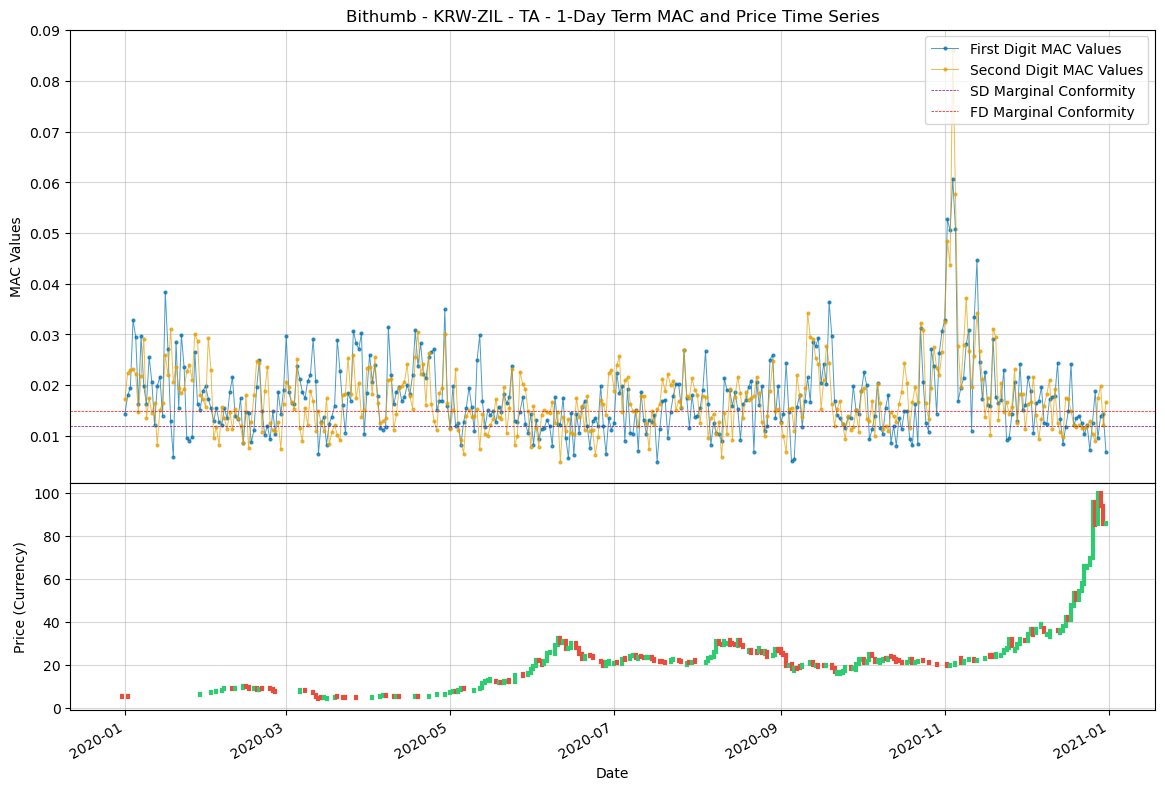 Bithumb - KRW-ZIL - TA - 1-Day Term MAC and Price Time Series
First Digit MAC Values
Second Digit MAC Values
SD Marginal Conformity
FD Marginal Conformity
MAC Values
0.09
0.08
0.07
0.06
0.05
0.04
0.03
0.02
0.01
Price (Currency)
100
80
60
40
20
0
2020-01
2020-03
2020-05
2020-07
2020-09
2020-11
2021-01
Date